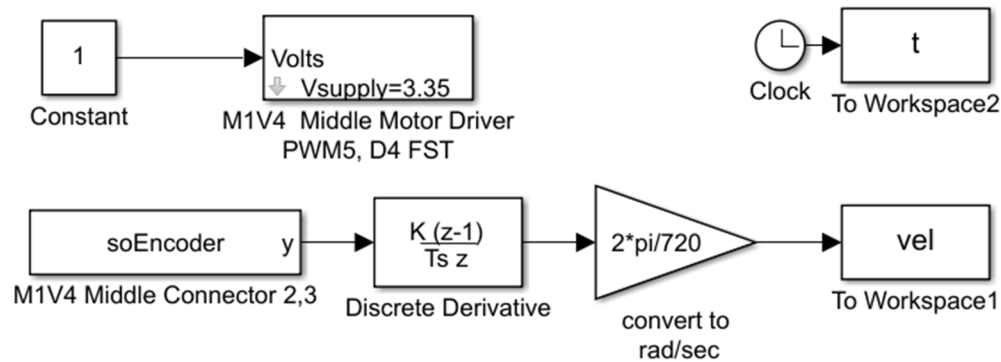 1
Constant
Volts
Vsupply=3.35
M1V4 Middle Motor Driver
PWM5, D4 FST
Clock
t
To Workspace2
soEncoder
y
M1V4 Middle Connector 2,3
K (z-1)
Ts z
Discrete Derivative
2*pi/720
convert to
rad/sec
vel
To Workspace1